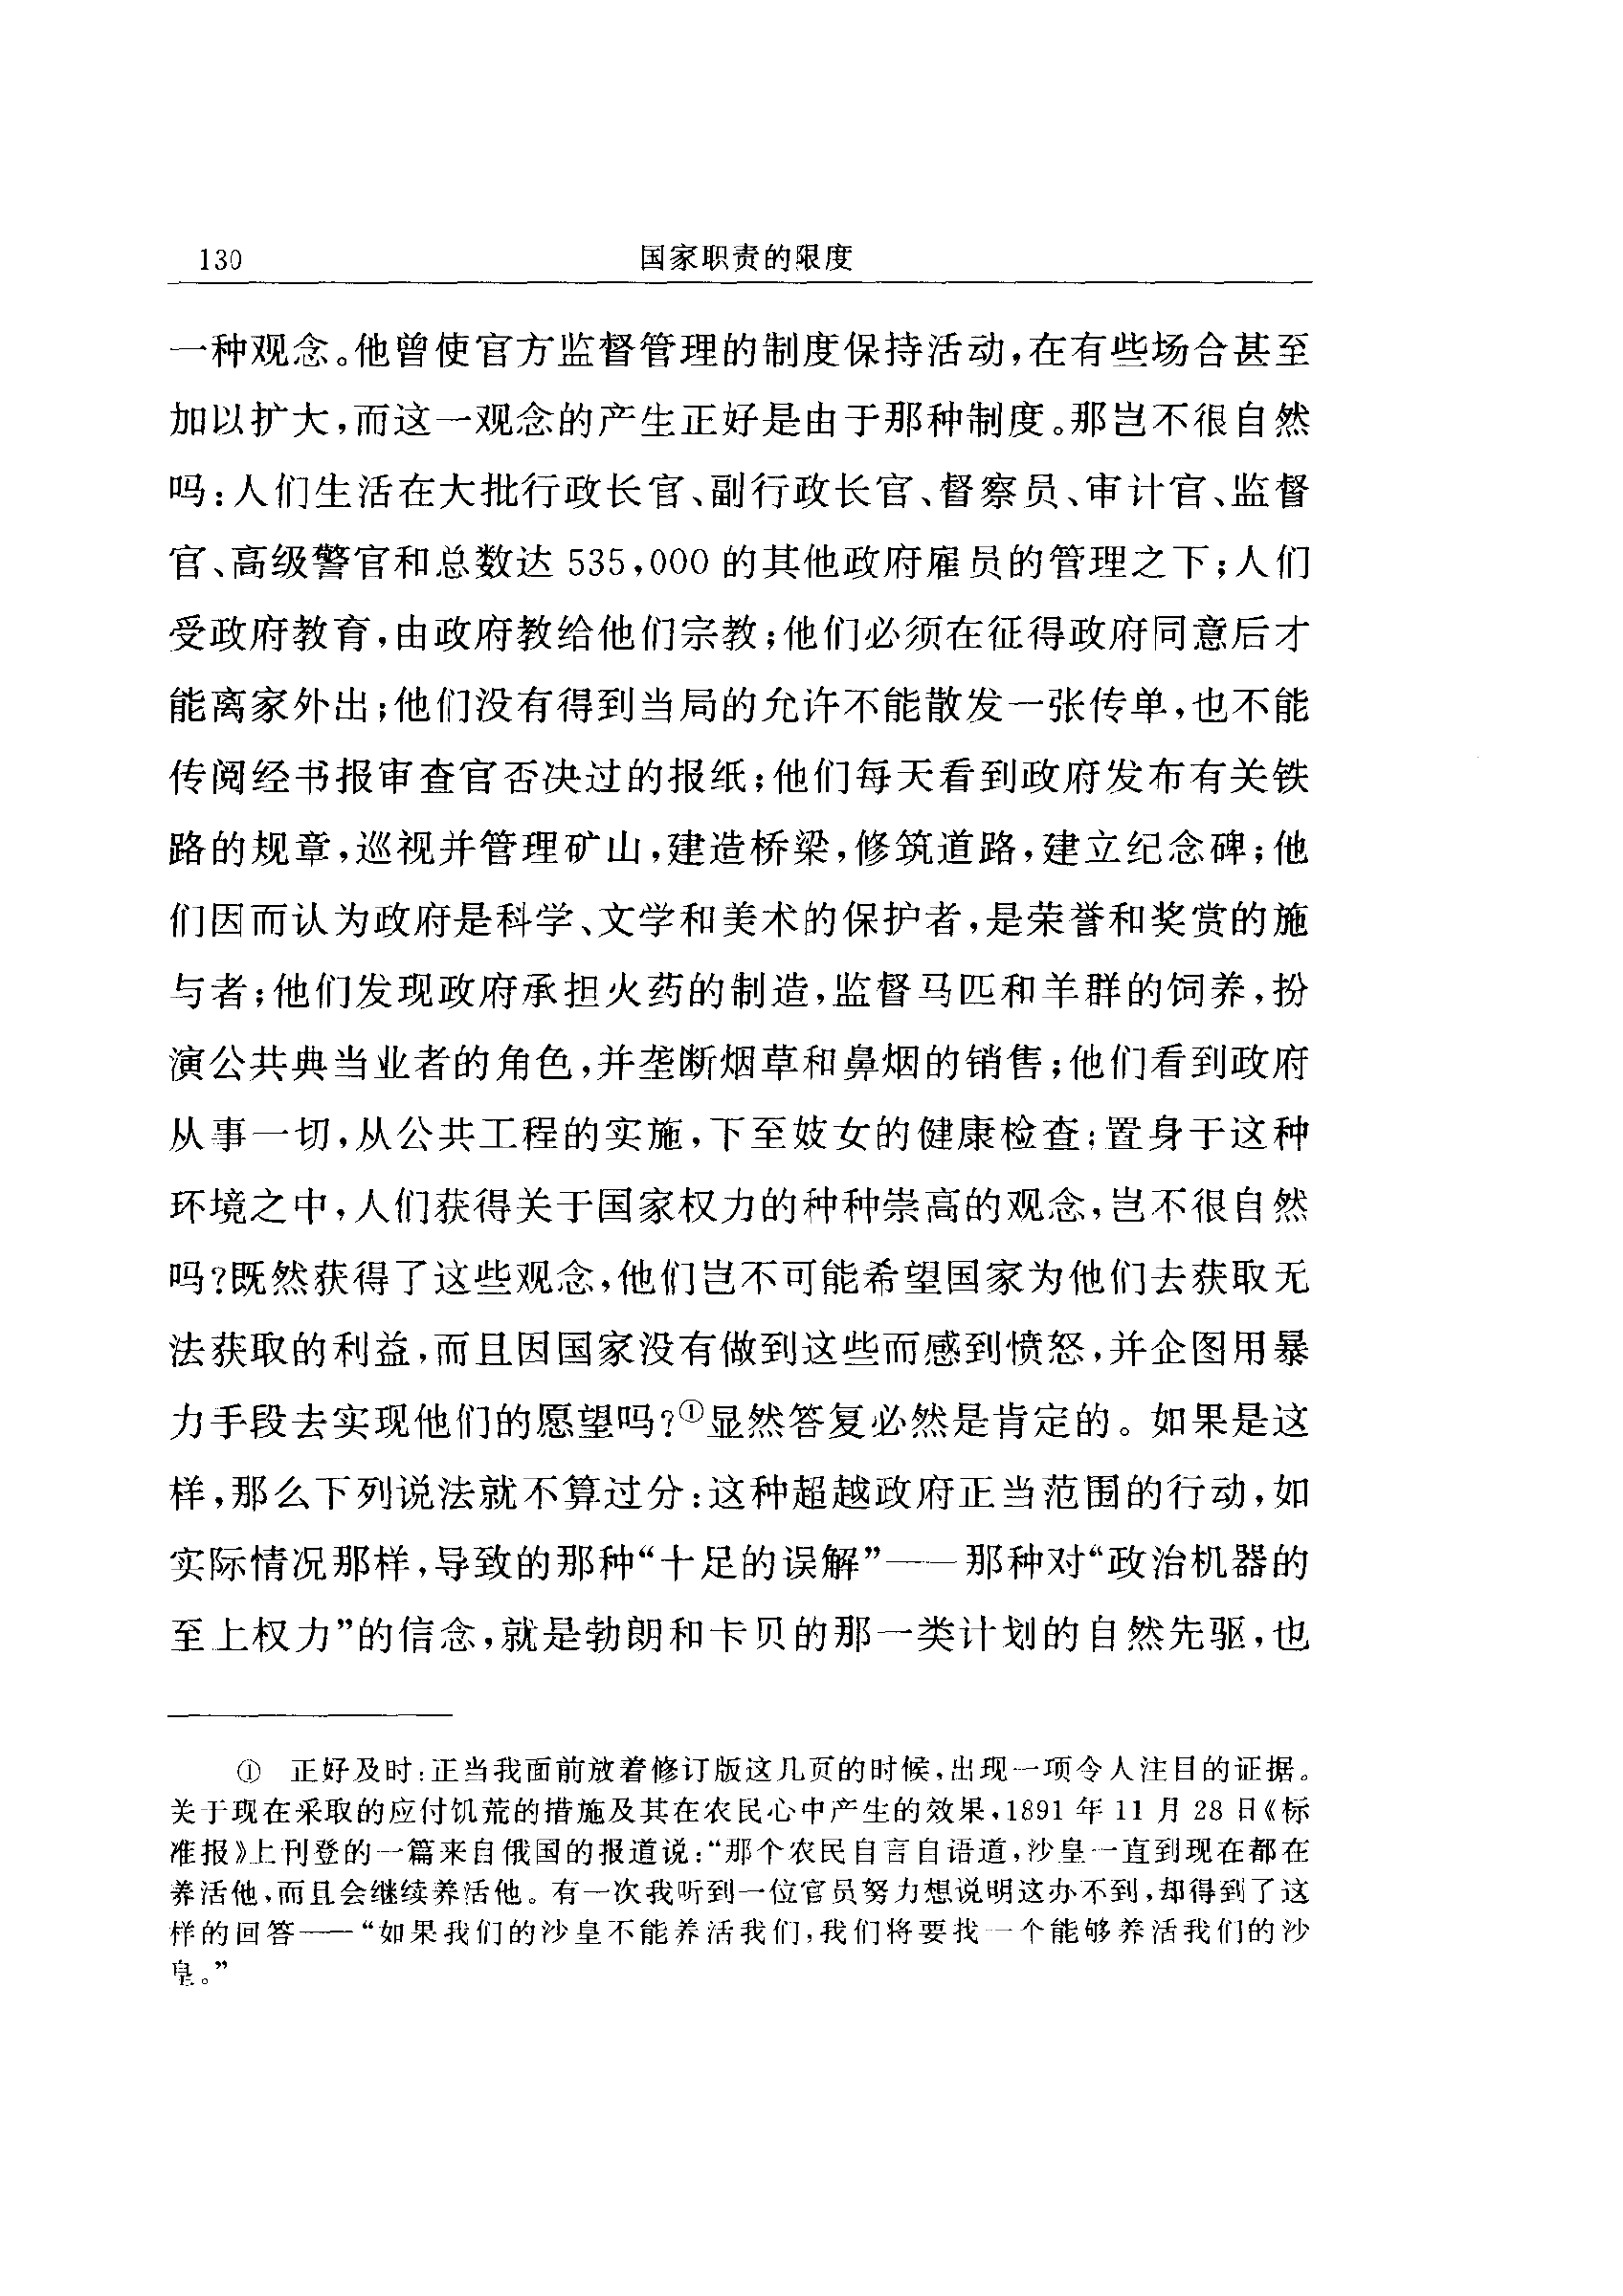 130 国家职责的限度
一种观念。他曾使官方监督管理的制度保持活动，在有些场合甚至
加以扩大，而这一观念的产生正好是由于那种制度。那岂不很自然
吗：人们生活在大批行政长官、副行政长官、督察员、审计官、监督
官、高级警官和总数达 535，000 的其他政府雇员的管理之下；人们
受政府教育，由政府教给他们宗教；他们必须在征得政府同意后才
能离家外出；他们没有得到当局的允许不能散发一张传单，也不能
传阅经书报审查官否决过的报纸；他们每天看到政府发布有关铁
路的规章，巡视并管理矿山，建造桥梁，修筑道路，建立纪念碑；他
们因而认为政府是科学、文学和美术的保护者，是荣誉和奖赏的施
与者；他们发现政府承担火药的制造，监督马匹和羊群的饲养，扮
演公共典当业者的角色，并垄断烟草和鼻烟的销售；他们看到政府
从事一切，从公共工程的实施，下至妓女的健康检查：置身于这种
环境之中，人们获得关于国家权力的种种崇高的观念，岂不很自然
吗？既然获得了这些观念，他们岂不可能希望国家为他们去获取无
法获取的利益，而且因国家没有做到这些而感到愤怒，并企图用暴
力手段去实现他们的愿望吗？①显然答复必然是肯定的。如果是这
样，那么下列说法就不算过分：这种超越政府正当范围的行动，如
实际情况那样，导致的那种“十足的误解”——那种对“政治机器的
至上权力”的信念，就是勃朗和卡贝的那一类计划的自然先驱，也
① 正好及时：正当我面前放着修订版这几页的时候，出现一项令人注目的证据。
关于现在采取的应付饥荒的措施及其在农民心中产生的效果，1891 年 11 月 28 日《标
准报》上刊登的一篇来自俄国的报道说：“那个农民自言自语道，沙皇一直到现在都在
养活他，而且会继续养活他。有一次我听到一位官员努力想说明这办不到，却得到了这
样的回答——“如果我们的沙皇不能养活我们，我们将要找一个能够养活我们的沙
皇。”